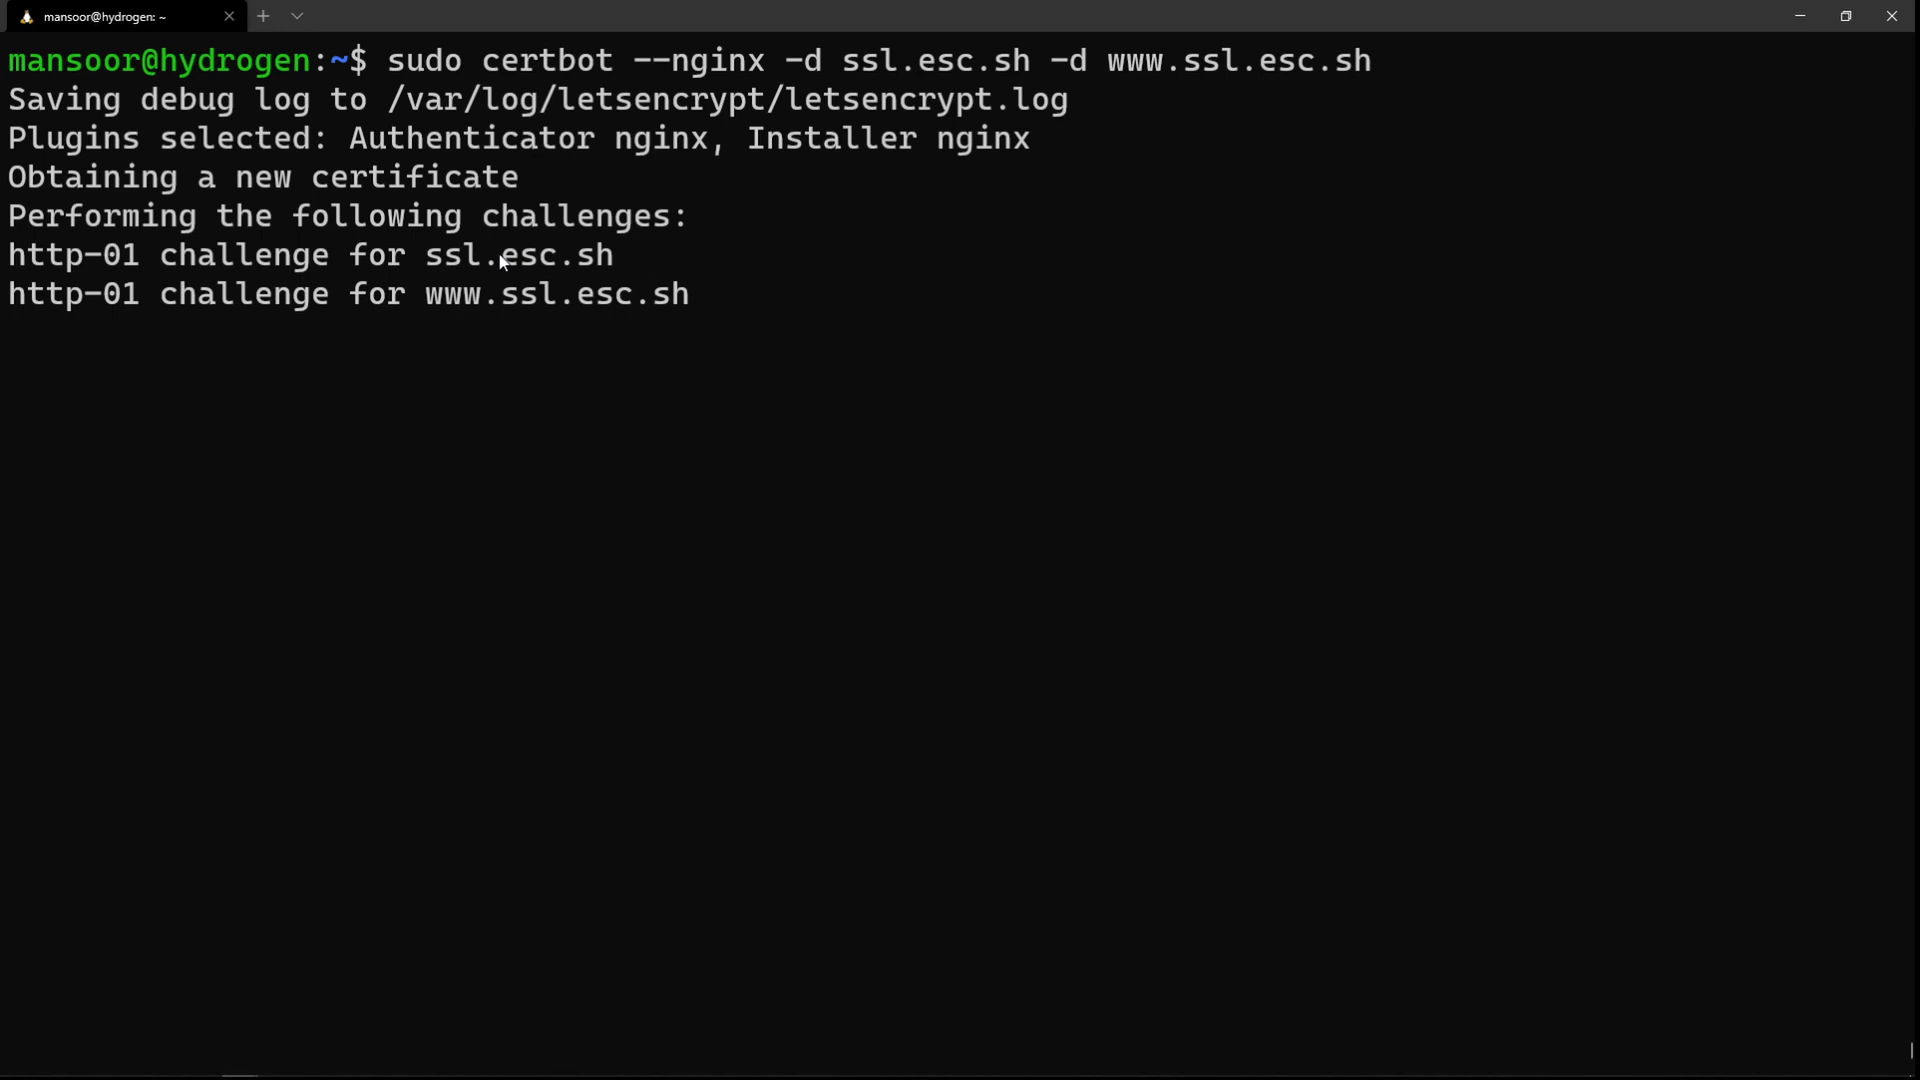 mansoor@hydrogen: ~
mansoor@hydrogen:~$ sudo certbot --nginx -d ssl.esc.sh -d www.ssl.esc.sh
Saving debug log to /var/log/letsencrypt/letsencrypt.log
Plugins selected: Authenticator nginx, Installer nginx
Obtaining a new certificate
Performing the following challenges:
http-01 challenge for ssl.esc.sh
http-01 challenge for www.ssl.esc.sh